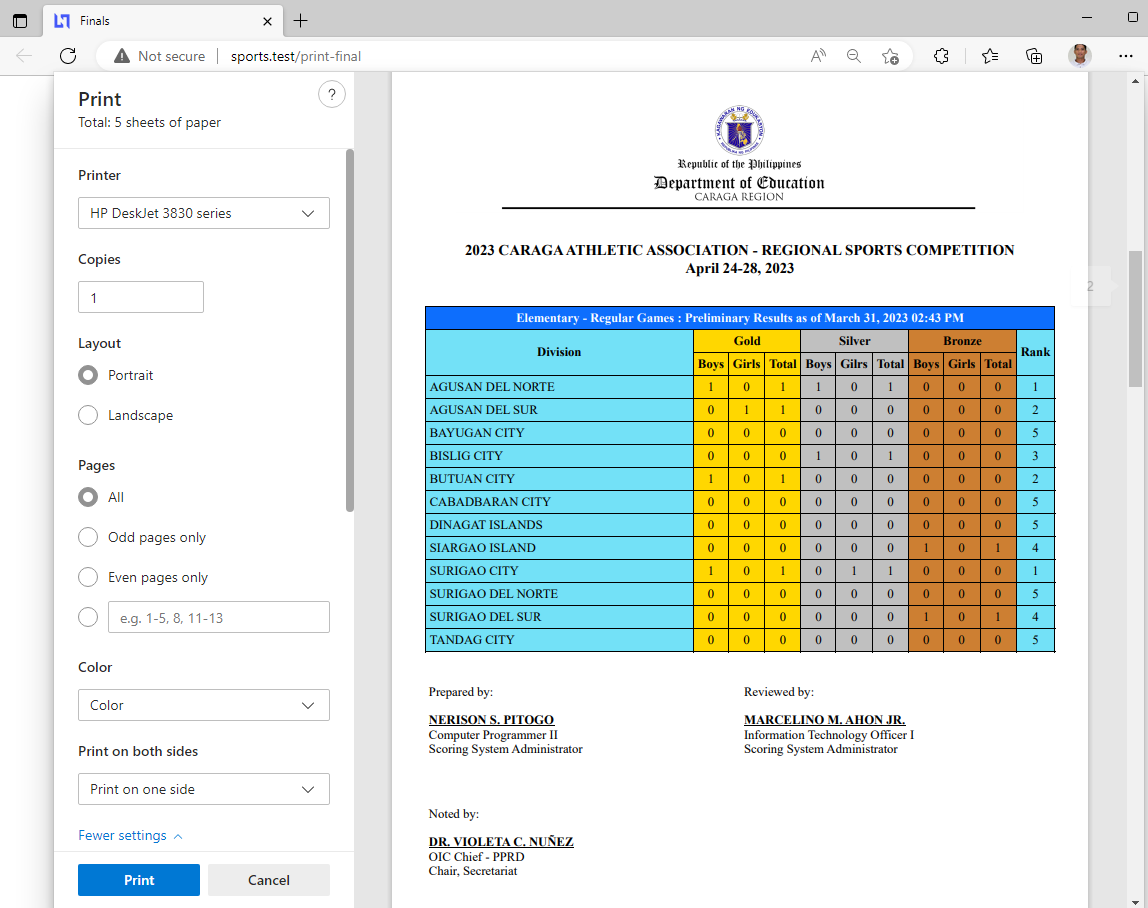 Finals
Not secure
sports.test/print-final
Print
Total: 5 sheets of paper
?
Printer
HP DeskJet 3830 series
Copies
1
Layout
Portrait
Landscape
Pages
All
Odd pages only
Even pages only
e.g. 1-5, 8, 11-13
Color
Color
Print on both sides
Print on one side
Fewer settings
Print
Cancel
Republic of the Philippines
Department of Education
CARAGA REGION
2023 CARAGA ATHLETIC ASSOCIATION - REGIONAL SPORTS COMPETITION
April 24-28, 2023
2
Elementary - Regular Games : Preliminary Results as of March 31, 2023 02:43 PM
Division Gold Silver Bronze Rank
Boys Girls Total Boys Gilrs Total Boys Girls Total
AGUSAN DEL NORTE 1 0 1 1 0 1 0 0 0 1
AGUSAN DEL SUR 0 1 1 0 0 0 0 0 0 2
BAYUGAN CITY 0 0 0 0 0 0 0 0 0 5
BISLIG CITY 0 0 0 1 0 1 0 0 0 3
BUTUAN CITY 1 0 1 0 0 0 0 0 0 2
CABADBARAN CITY 0 0 0 0 0 0 0 0 0 5
DINAGAT ISLANDS 0 0 0 0 0 0 0 0 0 5
SIARGAO ISLAND 0 0 0 0 0 0 1 0 1 4
SURIGAO CITY 1 0 1 0 1 1 0 0 0 1
SURIGAO DEL NORTE 0 0 0 0 0 0 0 0 0 5
SURIGAO DEL SUR 0 0 0 0 0 0 1 0 1 4
TANDAG CITY 0 0 0 0 0 0 0 0 0 5
Prepared by:
NERISON S. PITOGO
Computer Programmer II
Scoring System Administrator
Reviewed by:
MARCELINO M. AHON JR.
Information Technology Officer I
Scoring System Administrator
Noted by:
DR. VIOLETA C. NUÑEZ
OIC Chief - PPRD
Chair, Secretariat